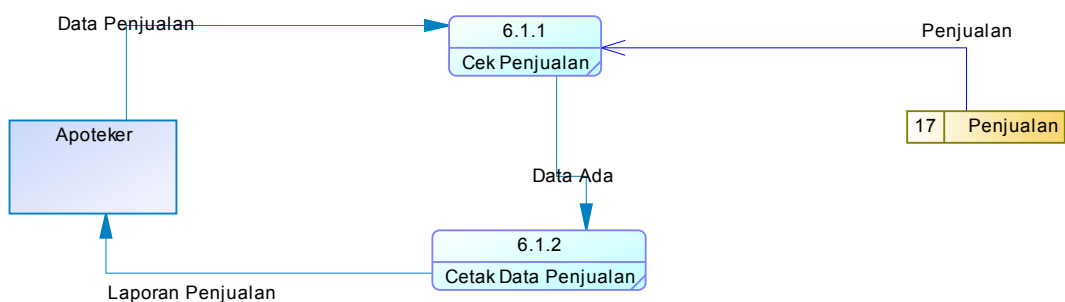 Data Penjualan
6.1.1
Cek Penjualan
Penjualan
17 Penjualan
Apoteker
Data Ada
6.1.2
Cetak Data Penjualan
Laporan Penjualan